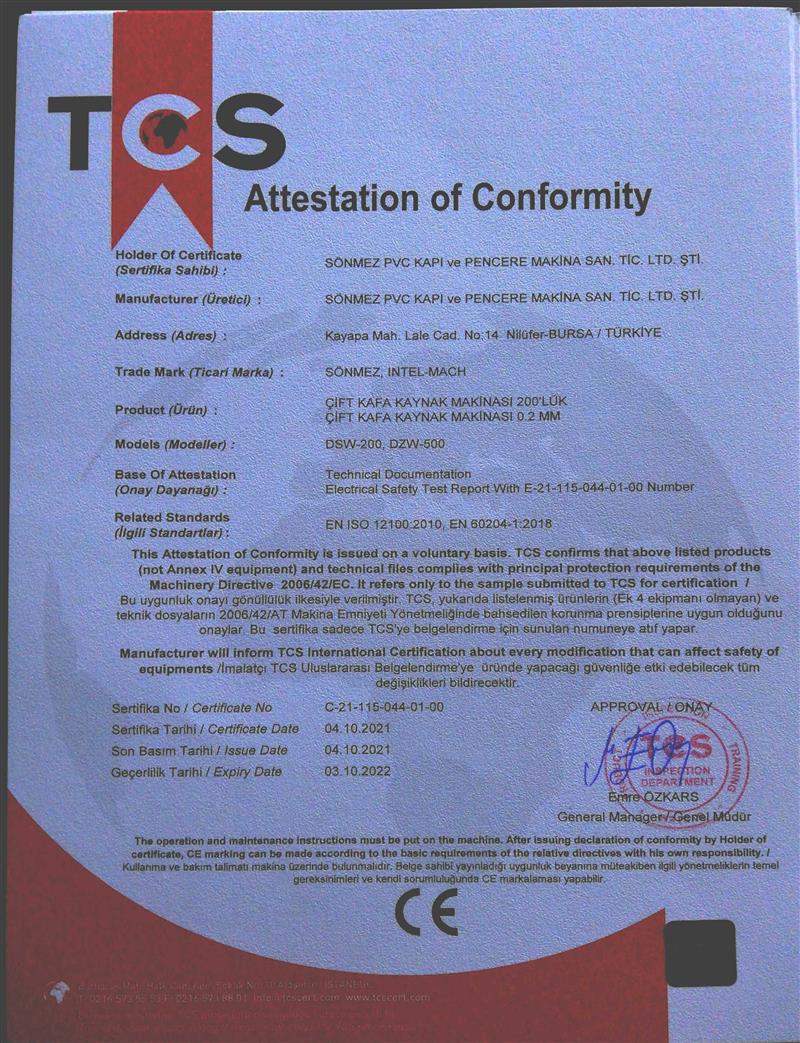 TCS
Attestation of Conformity
Holder Of Certificate
(Sertifika Sahibi) :
SÖNMEZ PVC KAPI ve PENCERE MAKİNA SAN. TİC. LTD. ŞTİ.
Manufacturer (Üretici) :
SÖNMEZ PVC KAPI ve PENCERE MAKİNA SAN. TİC. LTD. ŞTİ.
Address (Adres) :
Kayapa Mah. Lale Cad. No:14 Nilüfer-BURSA / TÜRKİYE
Trade Mark (Ticari Marka) :
SÖNMEZ, INTEL-MACH
Product (Ürün) :
ÇİFT KAFA KAYNAK MAKİNASI 200'LÜK
ÇİFT KAFA KAYNAK MAKİNASI 0.2 MM
Models (Modeller) :
DSW-200, DZW-500
Base Of Attestation
(Onay Dayanağı) :
Technical Documentation
Electrical Safety Test Report With E-21-115-044-01-00 Number
Related Standards
(İlgili Standartlar) :
EN ISO 12100:2010, EN 60204-1:2018
This Attestation of Conformity is issued on a voluntary basis. TCS confirms that above listed products
(not Annex IV equipment) and technical files complies with principal protection requirements of the
Machinery Directive 2006/42/EC. It refers only to the sample submitted to TCS for certification /
Bu uygunluk onayı gönüllülük ilkesiyle verilmiştir. TCS, yukarıda listelenmiş ürünlerin (Ek 4 ekipmanı olmayan) ve
teknik dosyaların 2006/42/AT Makina Emniyeti Yönetmeliğinde bahsedilen korunma prensiplerine uygun olduğunu
onaylar. Bu sertifika sadece TCS'ye belgelendirme için sunulan numuneye atıf yapar.
Manufacturer will inform TCS International Certification about every modification that can affect safety of
equipments /İmalatçı TCS Uluslararası Belgelendirme'ye üründe yapacağı güvenliğe etki edebilecek tüm
değişiklikleri bildirecektir.
Sertifika No / Certificate No C-21-115-044-01-00
Sertifika Tarihi / Certificate Date 04.10.2021
Son Basım Tarihi / Issue Date 04.10.2021
Geçerlilik Tarihi / Expiry Date 03.10.2022
APPROVAL / ONAY
TCS
INSPECTION
DEPARTMENT
TRAINING
Emre ÖZKARS
General Manager / Genel Müdür
The operation and maintenance instructions must be put on the machine. After issuing declaration of conformity by Holder of
certificate, CE marking can be made according to the basic requirements of the relative directives with his own responsibility. /
Kullanma ve bakım talimatı makina üzerinde bulunmalıdır. Belge sahibi yayınladığı uygunluk beyanına müteakiben ilgili yönetmeliklerin temel
gereksinimleri ve kendi sorumluluğunda CE markalaması yapabilir.
CE